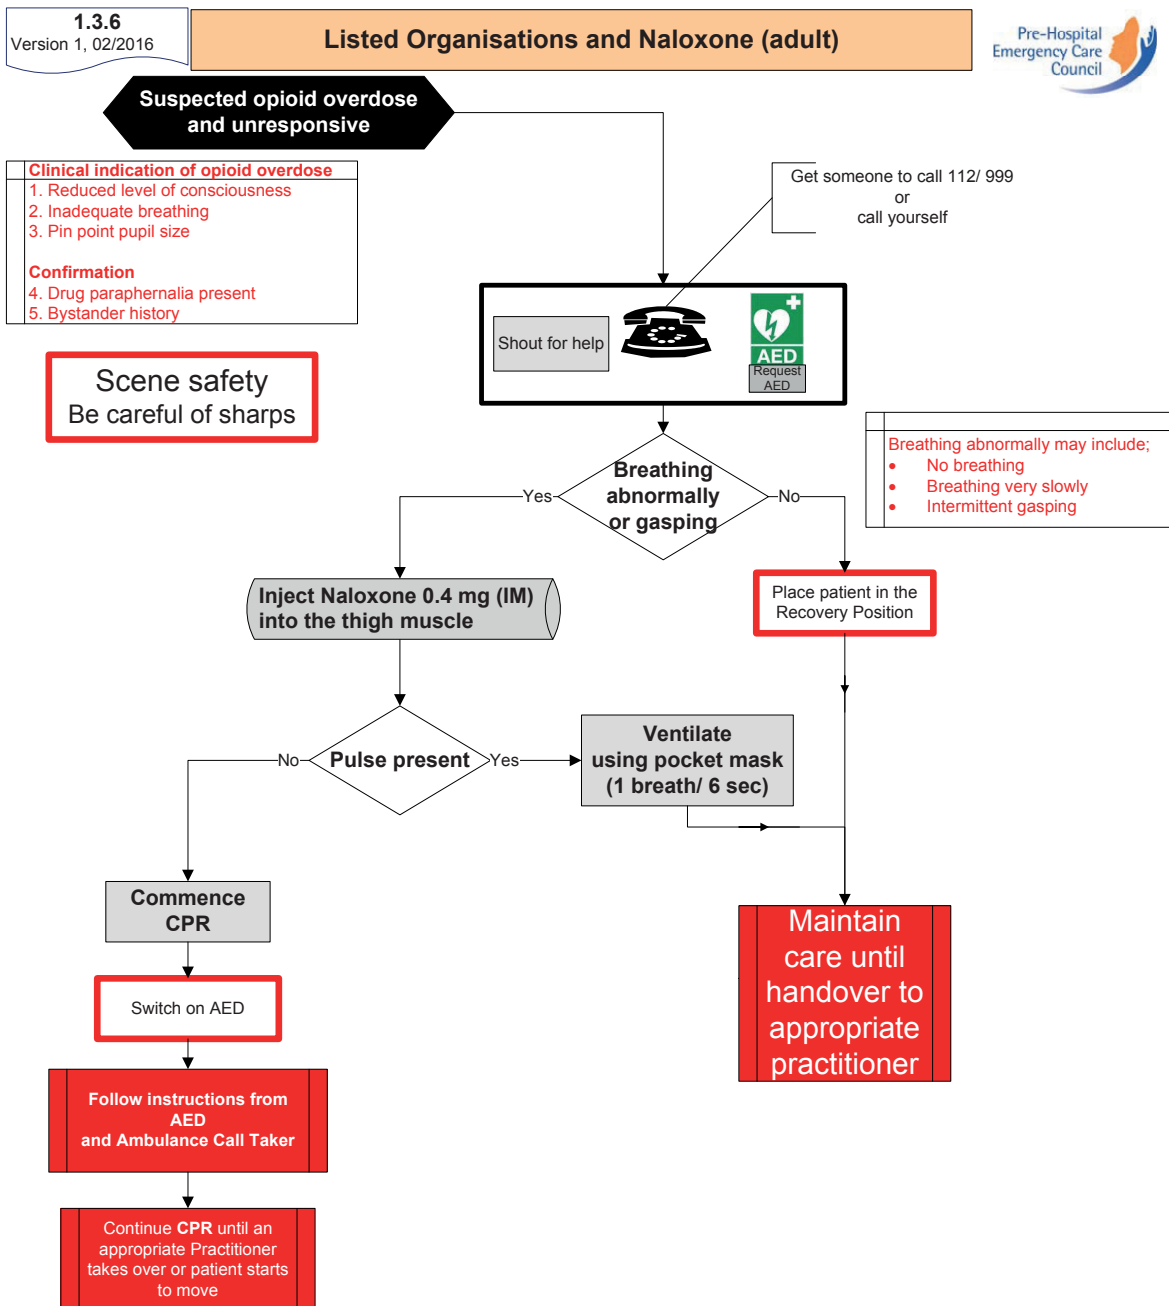 1.3.6
Version 1, 02/2016
Listed Organisations and Naloxone (adult)
Pre-Hospital
Emergency Care
Council
Suspected opioid overdose
and unresponsive
Clinical indication of opioid overdose
1. Reduced level of consciousness
2. Inadequate breathing
3. Pin point pupil size
Confirmation
4. Drug paraphernalia present
5. Bystander history
Get someone to call 112/ 999
or
call yourself
Shout for help
AED
Request
AED
Scene safety
Be careful of sharps
Breathing abnormally may include;
• No breathing
• Breathing very slowly
• Intermittent gasping
Breathing
abnormally
or gasping
Yes
No
Inject Naloxone 0.4 mg (IM)
into the thigh muscle
Place patient in the
Recovery Position
Pulse present
No
Yes
Ventilate
using pocket mask
(1 breath/ 6 sec)
Commence
CPR
Switch on AED
Follow instructions from
AED
and Ambulance Call Taker
Continue CPR until an
appropriate Practitioner
takes over or patient starts
to move
Maintain
care until
handover to
appropriate
practitioner